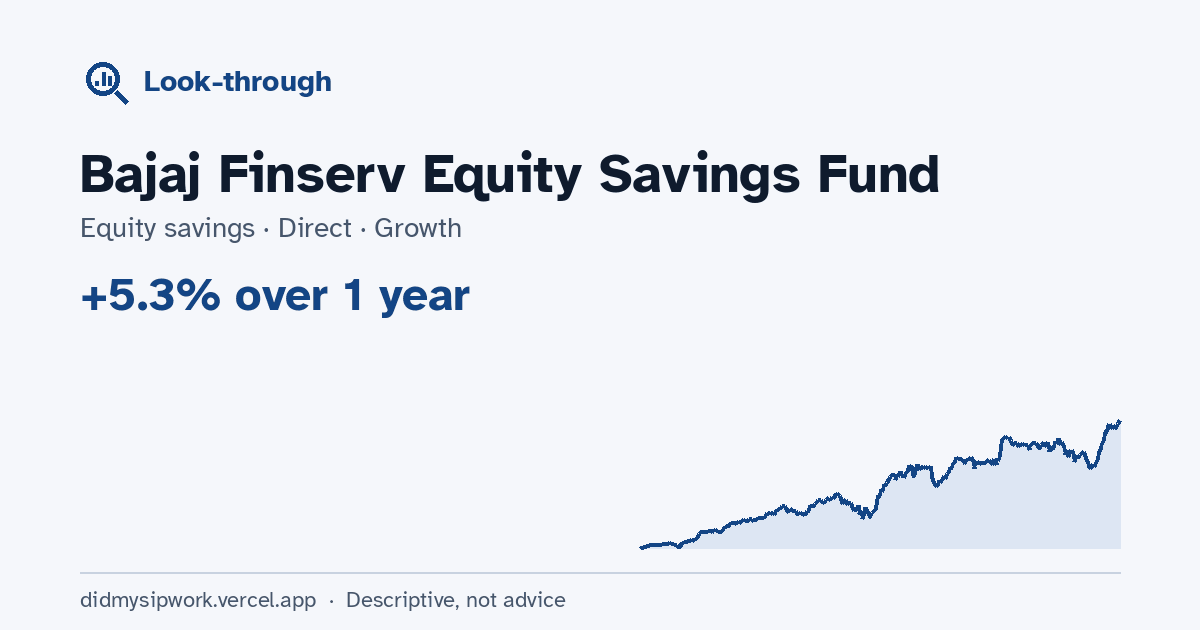 Look-through
Bajaj Finserv Equity Savings Fund
Equity savings · Direct · Growth
+5.3% over 1 year
didmysipwork.vercel.app · Descriptive, not advice